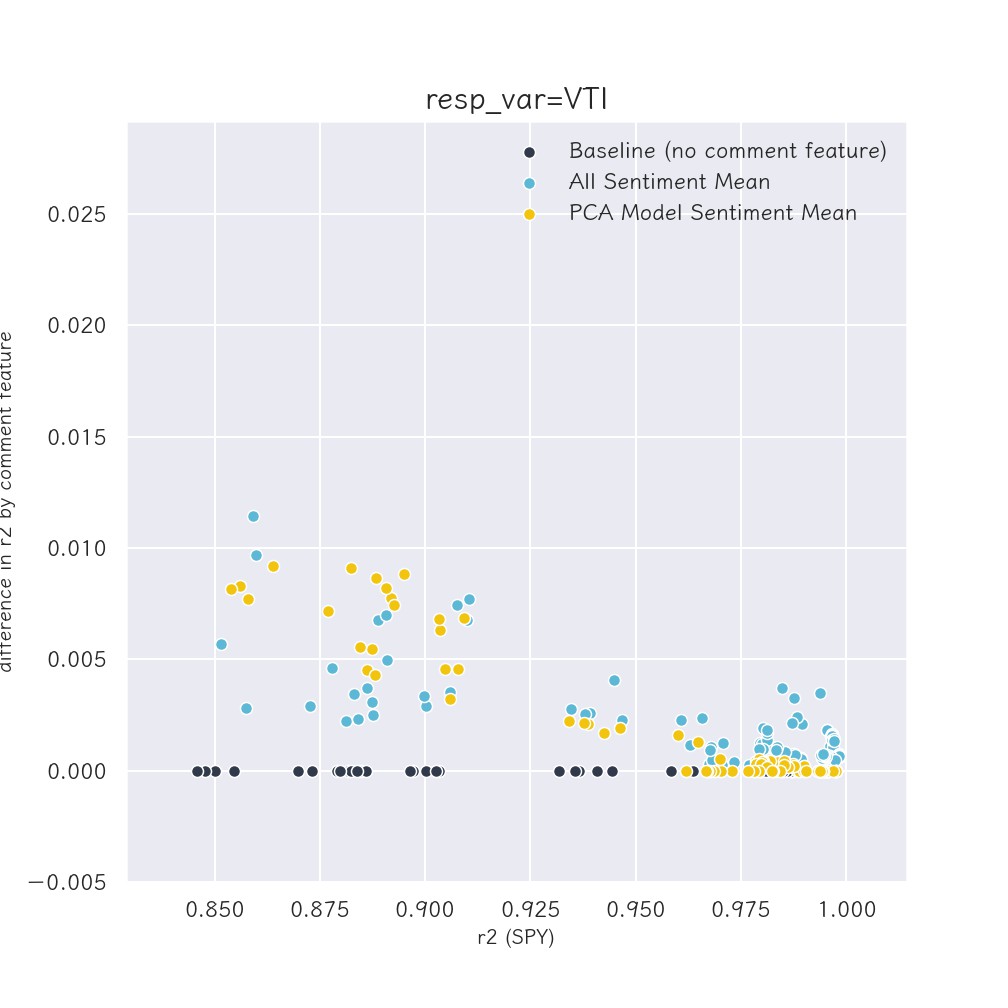 resp_var=VTI
Baseline (no comment feature)
All Sentiment Mean
PCA Model Sentiment Mean
difference in r2 by comment feature
0.025
0.020
0.015
0.010
0.005
0.000
−0.005
0.850 0.875 0.900 0.925 0.950 0.975 1.000
r2 (SPY)